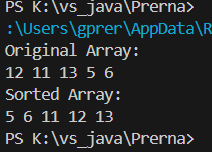 PS K:\vs_java\Prerna>
:\Users\gprer\AppData\R
Original Array:
12 11 13 5 6
Sorted Array:
5 6 11 12 13
PS K:\vs_java\Prerna>